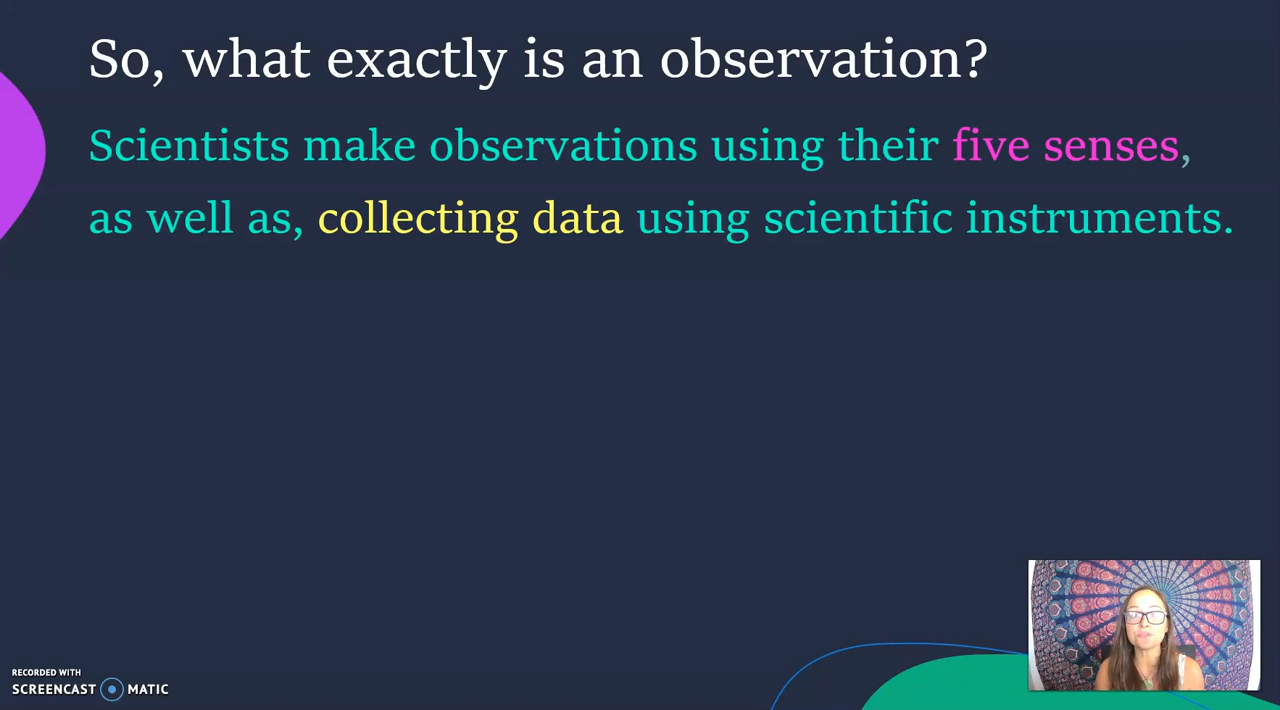 So, what exactly is an observation?
Scientists make observations using their five senses,
as well as, collecting data using scientific instruments.
RECORDED WITH
SCREENCAST MATIC